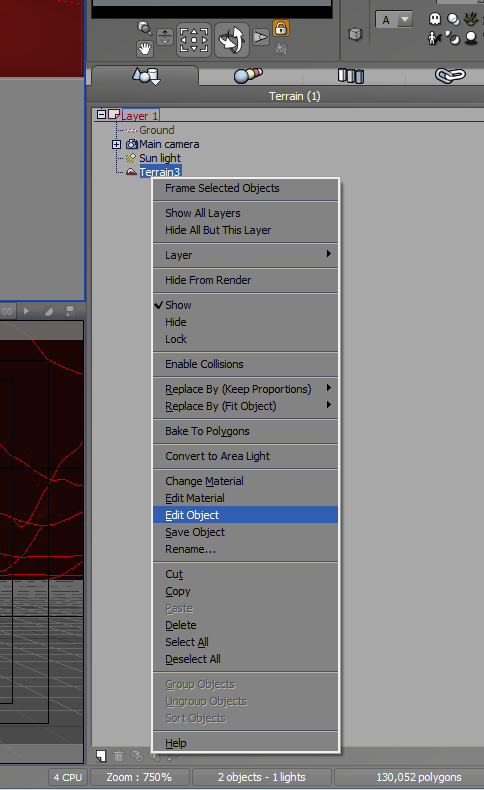 A
Terrain (1)
Layer 1
Ground
Main camera
Sun light
Terrain3
Frame Selected Objects
Show All Layers
Hide All But This Layer
Layer
Hide From Render
Show
Hide
Lock
Enable Collisions
Replace By (Keep Proportions)
Replace By (Fit Object)
Bake To Polygons
Convert to Area Light
Change Material
Edit Material
Edit Object
Save Object
Rename...
Cut
Copy
Paste
Delete
Select All
Deselect All
Group Objects
Ungroup Objects
Sort Objects
Help
4 CPU
Zoom : 750%
2 objects - 1 lights
130,052 polygons